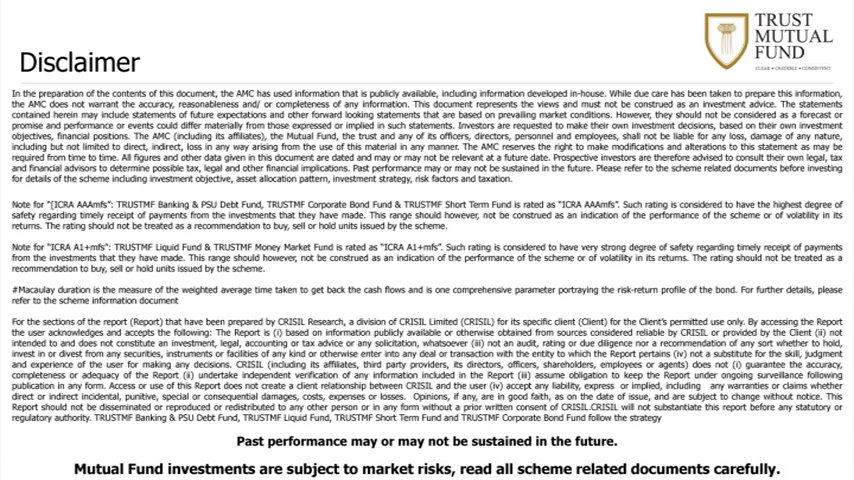 TRUST
MUTUAL
FUND
CLEAR • CREDIBLE • CONSISTENT
Disclaimer
In the preparation of the contents of this document, the AMC has used information that is publicly available, including information developed in-house. While due care has been taken to prepare this information,
the AMC does not warrant the accuracy, reasonableness and/ or completeness of any information. This document represents the views and must not be construed as an investment advice. The statements
contained herein may include statements of future expectations and other forward looking statements that are based on prevailing market conditions. However, they should not be considered as a forecast or
promise and performance or events could differ materially from those expressed or implied in such statements. Investors are requested to make their own investment decisions, based on their own investment
objectives, financial positions. The AMC (including its affiliates), the Mutual Fund, the trust and any of its officers, directors, personnel and employees, shall not be liable for any loss, damage of any nature,
including but not limited to direct, indirect, loss in any way arising from the use of this material in any manner. The AMC reserves the right to make modifications and alterations to this statement as may be
required from time to time. All figures and other data given in this document are dated and may or may not be relevant at a future date. Prospective investors are therefore advised to consult their own legal, tax
and financial advisors to determine possible tax, legal and other financial implications. Past performance may or may not be sustained in the future. Please refer to the scheme related documents before investing
for details of the scheme including investment objective, asset allocation pattern, investment strategy, risk factors and taxation.
Note for “[ICRA AAAmfs”: TRUSTMF Banking & PSU Debt Fund, TRUSTMF Corporate Bond Fund & TRUSTMF Short Term Fund is rated as “ICRA AAAmfs”. Such rating is considered to have the highest degree of
safety regarding timely receipt of payments from the investments that they have made. This range should however, not be construed as an indication of the performance of the scheme or of volatility in its
returns. The rating should not be treated as a recommendation to buy, sell or hold units issued by the scheme.
Note for “ICRA A1+mfs”: TRUSTMF Liquid Fund & TRUSTMF Money Market Fund is rated as “ICRA A1+mfs”. Such rating is considered to have very strong degree of safety regarding timely receipt of payments
from the investments that they have made. This range should however, not be construed as an indication of the performance of the scheme or of volatility in its returns. The rating should not be treated as a
recommendation to buy, sell or hold units issued by the scheme.
#Macaulay duration is the measure of the weighted average time taken to get back the cash flows and is one comprehensive parameter portraying the risk-return profile of the bond. For further details, please
refer to the scheme information document
For the sections of the report (Report) that have been prepared by CRISIL Research, a division of CRISIL Limited (CRISIL) for its specific client (Client) for the Client’s permitted use only. By accessing the Report
the user acknowledges and accepts the following: The Report is (i) based on information publicly available or otherwise obtained from sources considered reliable by CRISIL or provided by the Client (ii) not
intended to and does not constitute an investment, legal, accounting or tax advice or any solicitation, whatsoever (iii) not an audit, rating or due diligence nor a recommendation of any sort whether to hold,
invest in or divest from any securities, instruments or facilities of any kind or otherwise enter into any deal or transaction with the entity to which the Report pertains (iv) not a substitute for the skill, judgment
and experience of the user for making any decisions. CRISIL (including its affiliates, third party providers, its directors, officers, shareholders, employees or agents) does not (i) guarantee the accuracy,
completeness or adequacy of the Report (ii) undertake independent verification of any information included in the Report (iii) assume obligation to keep the Report under ongoing surveillance following
publication in any form. Access or use of this Report does not create a client relationship between CRISIL and the user (iv) accept any liability, express or implied, including any warranties or claims whether
direct or indirect incidental, punitive, special or consequential damages, costs, expenses or losses. Opinions, if any, are in good faith, as on the date of issue, and are subject to change without notice. This
Report should not be disseminated or reproduced or redistributed to any other person or in any form without a prior written consent of CRISIL.CRISIL will not substantiate this report before any statutory or
regulatory authority. TRUSTMF Banking & PSU Debt Fund, TRUSTMF Liquid Fund, TRUSTMF Short Term Fund and TRUSTMF Corporate Bond Fund follow the strategy
Past performance may or may not be sustained in the future.
Mutual Fund investments are subject to market risks, read all scheme related documents carefully.